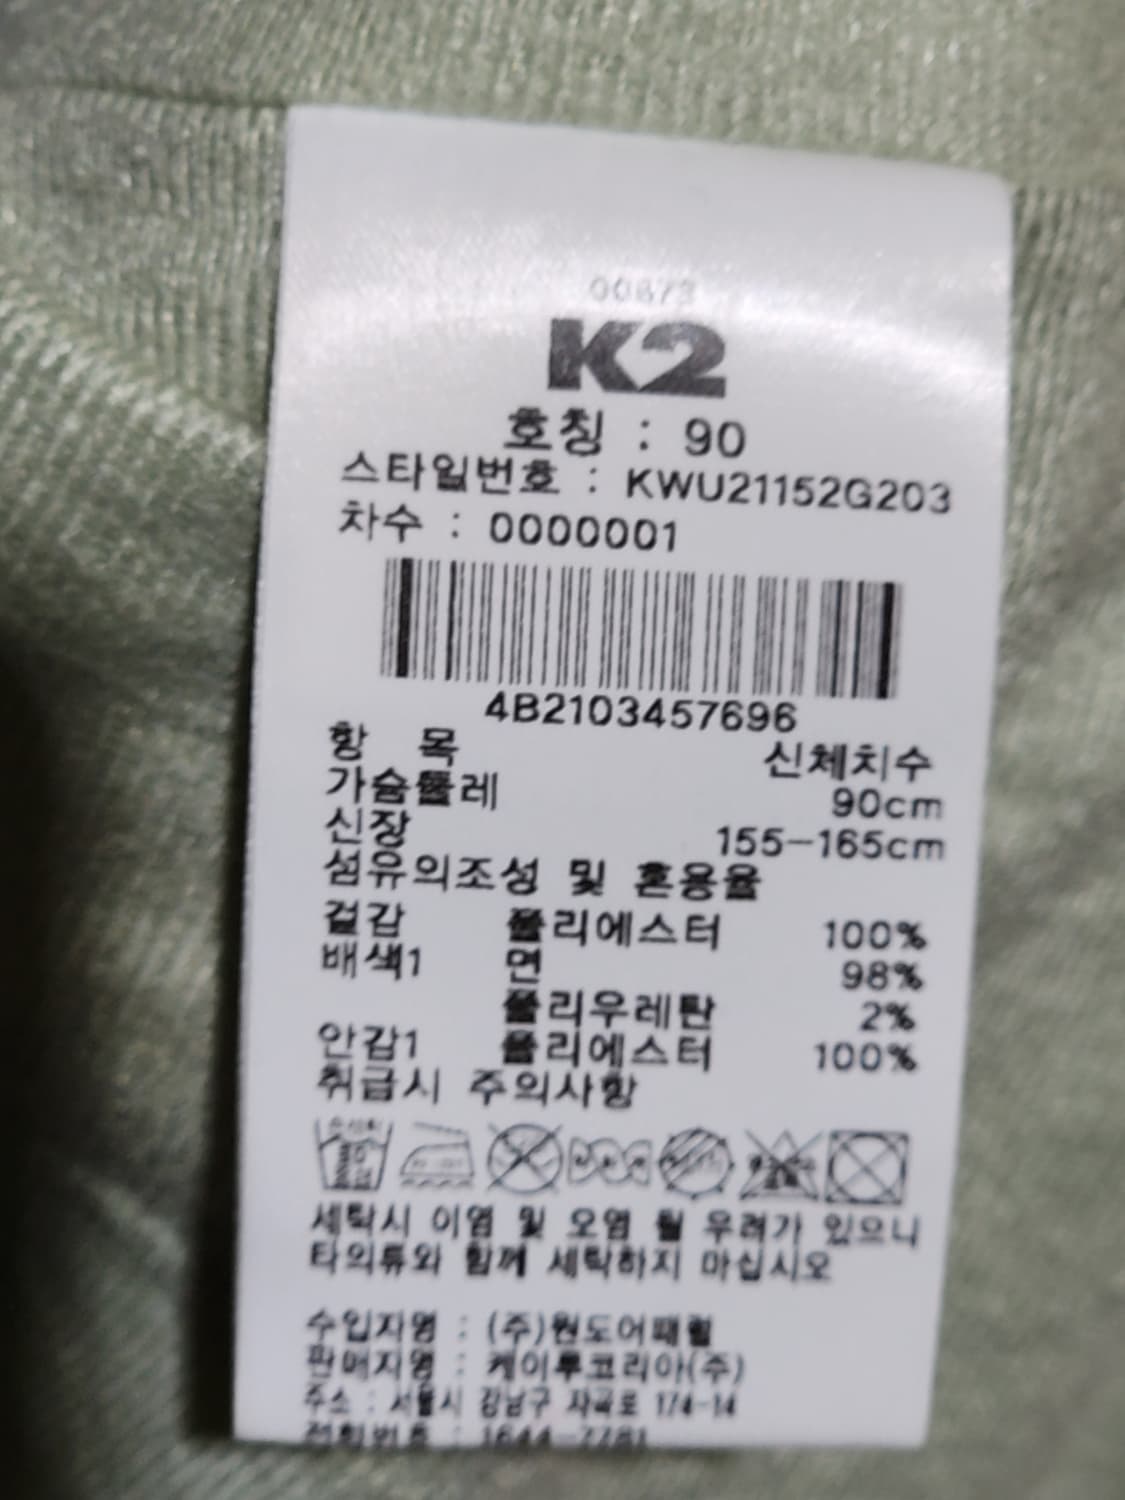 00873
K2
호칭 : 90
스타일번호 : KWU21152G203
차수 : 0000001
4B2103457696
항 목 신체치수
가슴둘레 90cm
신장 155-165cm
섬유의조성 및 혼용율
겉감 폴리에스터 100%
배색1 면 98%
폴리우레탄 2%
안감1 폴리에스터 100%
취급시 주의사항
세탁시 이염 및 오염 될 우려가 있으니
타의류와 함께 세탁하지 마십시오
수입자명 : (주)원도어패럴
판매자명 : 케이투코리아(주)
주소 : 서울시 강남구 자곡로 174-14
전화번호 : 1644-7781